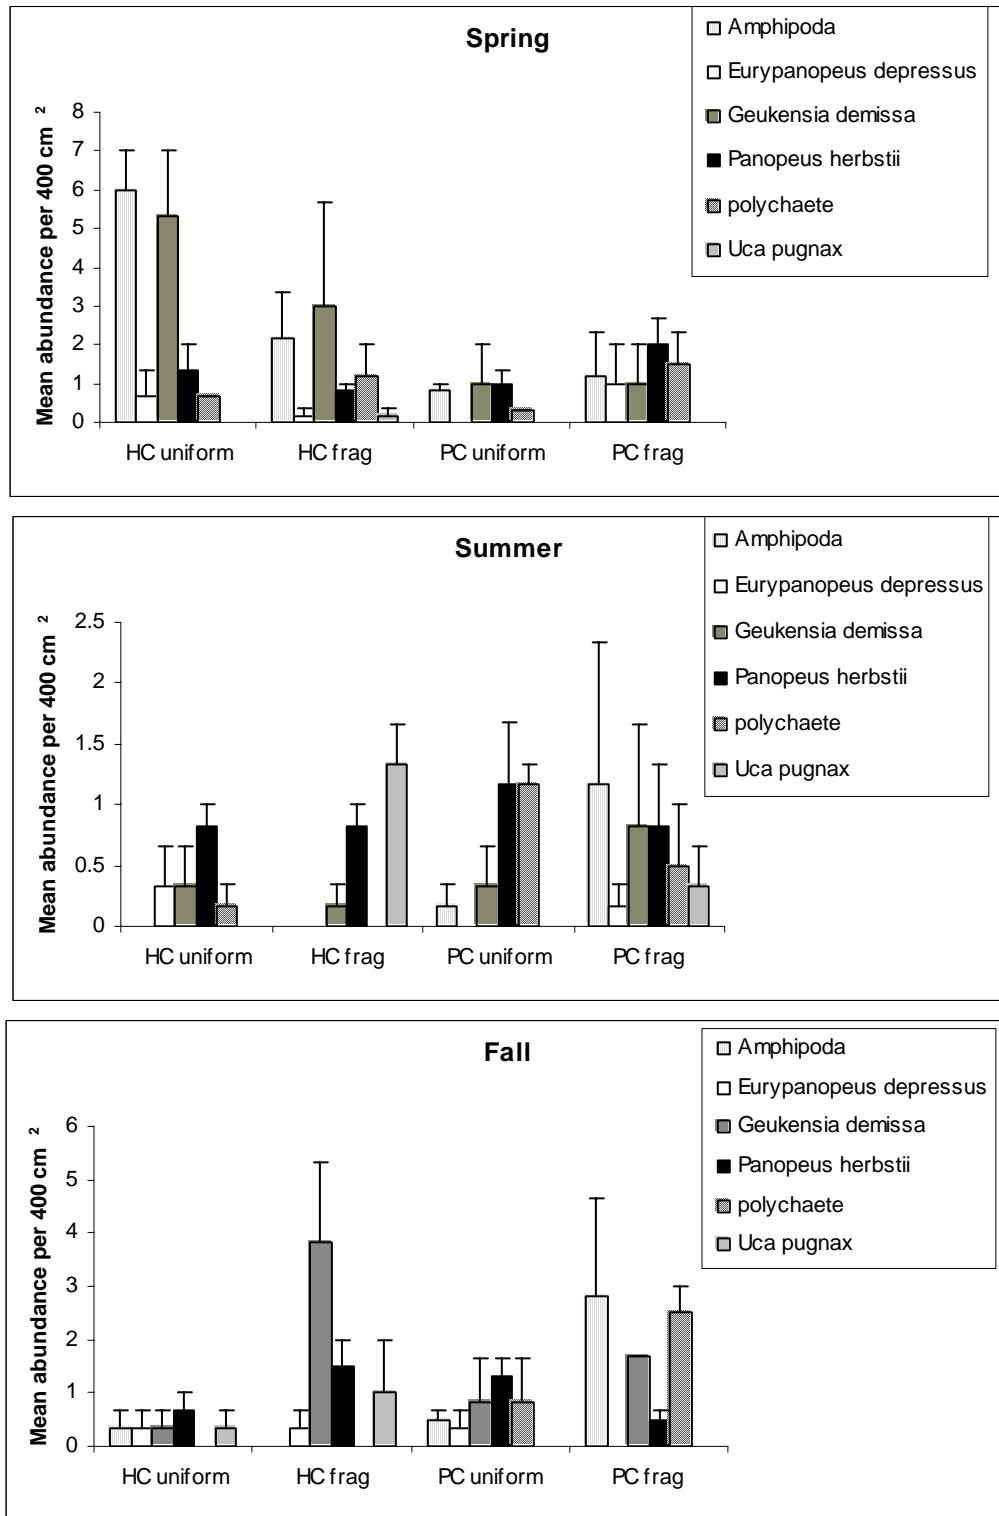 Spring
Amphipoda
Eurypanopeus depressus
Geukensia demissa
Panopeus herbstii
polychaete
Uca pugnax
Mean abundance per 400 cm ²
8
7
6
5
4
3
2
1
0
HC uniform HC frag PC uniform PC frag
Summer
Amphipoda
Eurypanopeus depressus
Geukensia demissa
Panopeus herbstii
polychaete
Uca pugnax
Mean abundance per 400 cm ²
2.5
2
1.5
1
0.5
0
HC uniform HC frag PC uniform PC frag
Fall
Amphipoda
Eurypanopeus depressus
Geukensia demissa
Panopeus herbstii
polychaete
Uca pugnax
Mean abundance per 400 cm ²
6
5
4
3
2
1
0
HC uniform HC frag PC uniform PC frag